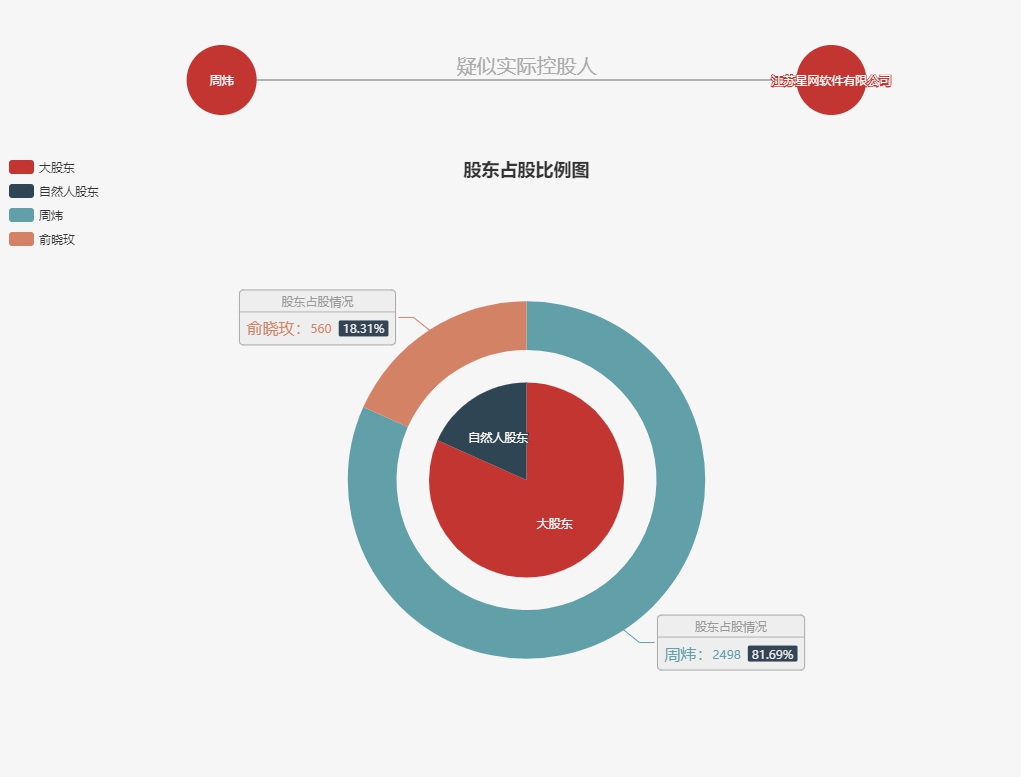 疑似实际控股人
周炜
江苏星网软件有限公司
股东占股比例图
大股东
自然人股东
周炜
俞晓玫
股东占股情况
俞晓玫：560 18.31%
自然人股东
大股东
股东占股情况
周炜：2498 81.69%